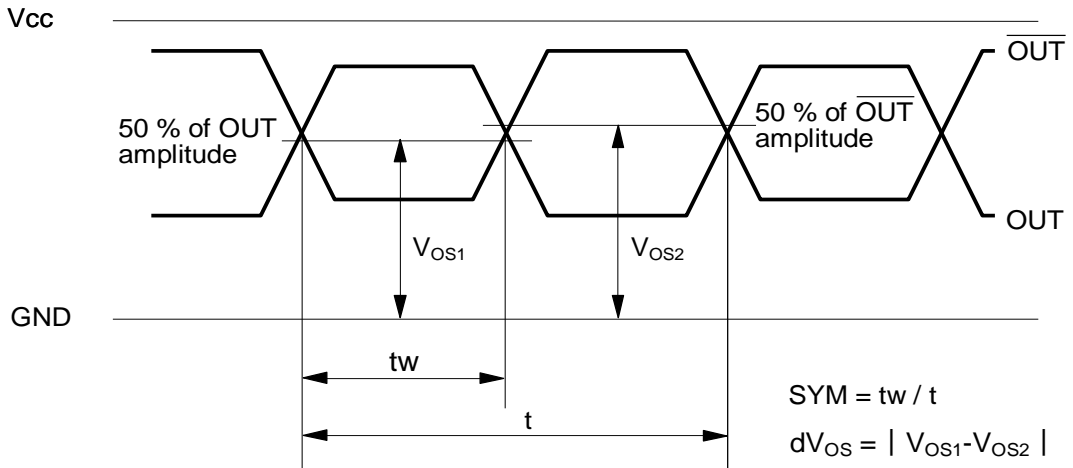 Vcc
OUT
50 % of OUT
amplitude
50 % of OUT
amplitude
OUT
VOS1
VOS2
GND
tw
t
SYM = tw / t
dVOS = | VOS1-VOS2 |